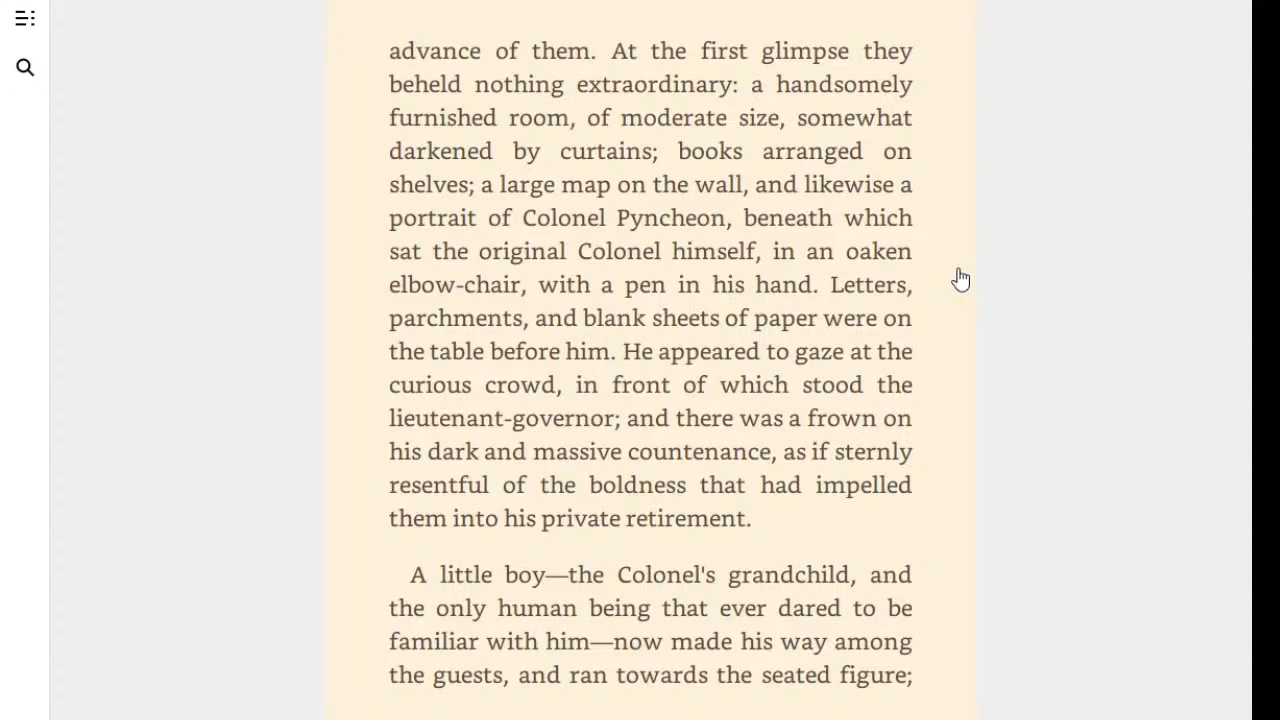 advance of them. At the first glimpse they
beheld nothing extraordinary: a handsomely
furnished room, of moderate size, somewhat
darkened by curtains; books arranged on
shelves; a large map on the wall, and likewise a
portrait of Colonel Pyncheon, beneath which
sat the original Colonel himself, in an oaken
elbow-chair, with a pen in his hand. Letters,
parchments, and blank sheets of paper were on
the table before him. He appeared to gaze at the
curious crowd, in front of which stood the
lieutenant-governor; and there was a frown on
his dark and massive countenance, as if sternly
resentful of the boldness that had impelled
them into his private retirement.
A little boy—the Colonel's grandchild, and
the only human being that ever dared to be
familiar with him—now made his way among
the guests, and ran towards the seated figure;